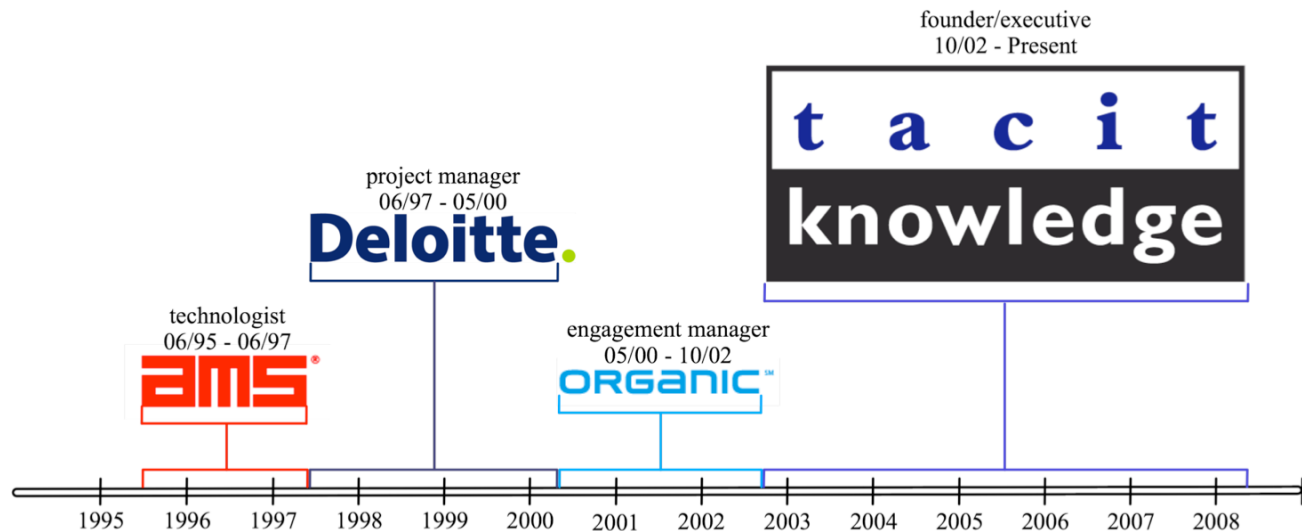 founder/executive
10/02 - Present
tacit
knowledge
project manager
06/97 - 05/00
Deloitte.
technologist
06/95 - 06/97
ams®
engagement manager
05/00 - 10/02
ORGANIC℠
1995 1996 1997 1998 1999 2000 2001 2002 2003 2004 2005 2006 2007 2008